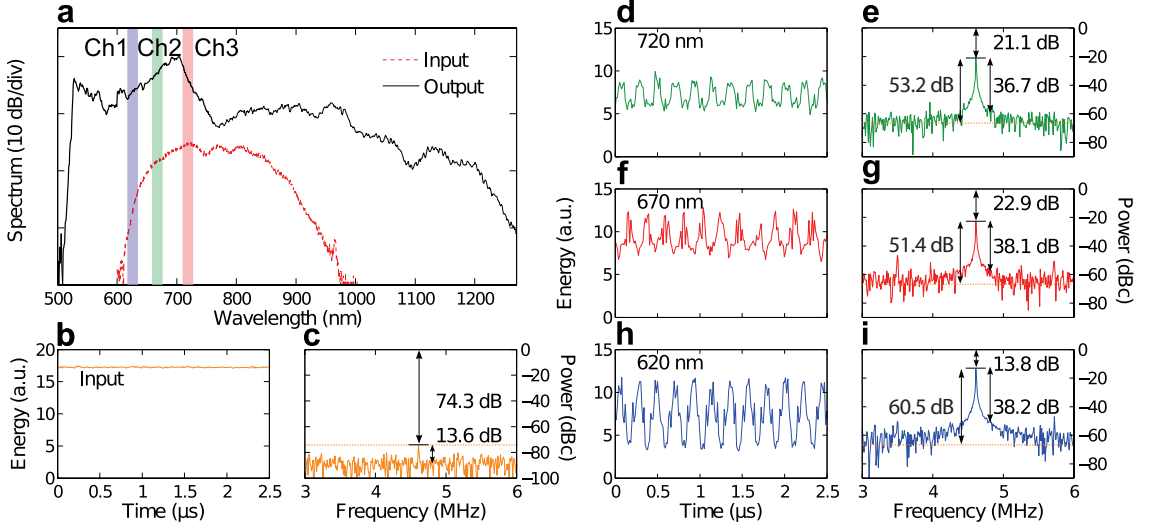 a
Spectrum (10 dB/div)
Ch1
Ch2
Ch3
Input
Output
500
600
700
800
900
1000
1100
1200
Wavelength (nm)
b
Energy (a.u.)
20
15
10
5
0
Input
0
0.5
1
1.5
2
2.5
Time (μs)
c
74.3 dB
13.6 dB
0
−20
−40
−60
−80
−100
Power (dBc)
3
4
5
6
Frequency (MHz)
d
720 nm
15
10
5
0
e
21.1 dB
53.2 dB
36.7 dB
0
−20
−40
−60
−80
f
670 nm
15
10
5
0
Energy (a.u.)
g
22.9 dB
51.4 dB
38.1 dB
0
−20
−40
−60
−80
Power (dBc)
h
620 nm
15
10
5
0
0
0.5
1
1.5
2
2.5
Time (μs)
i
13.8 dB
60.5 dB
38.2 dB
0
−20
−40
−60
−80
3
4
5
6
Frequency (MHz)